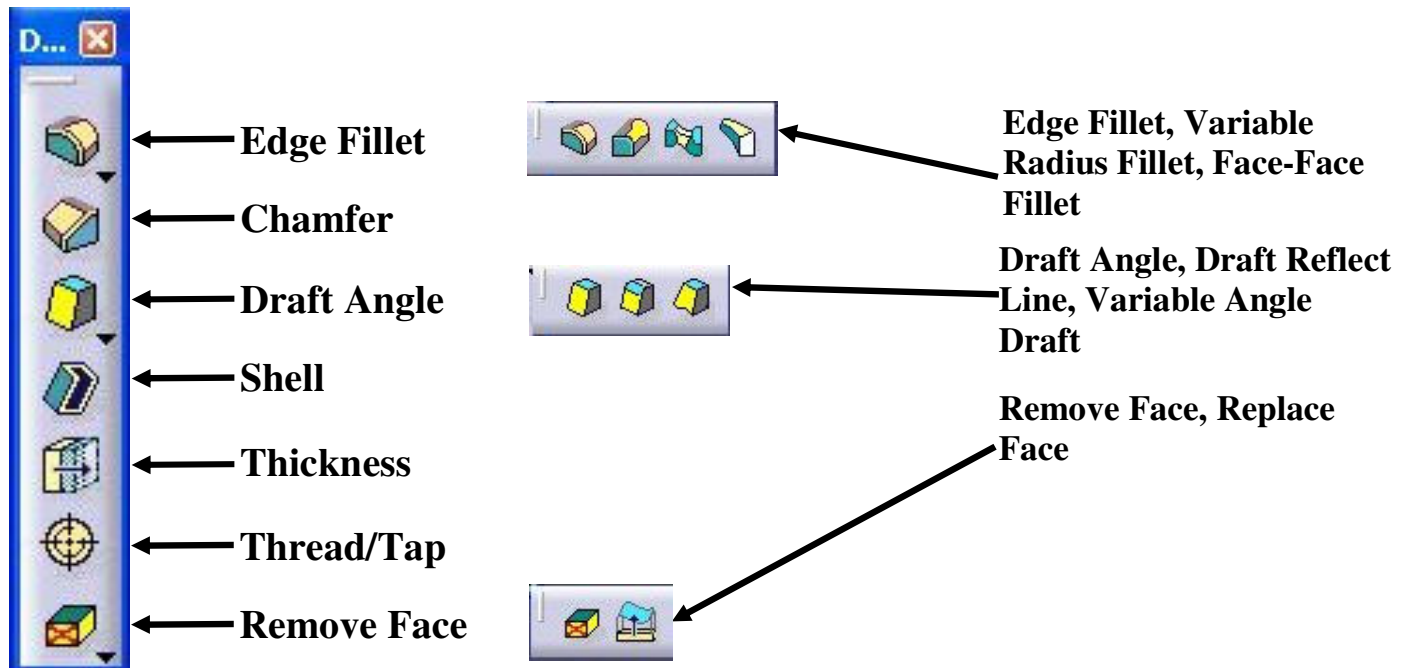 D...
Edge Fillet
Chamfer
Draft Angle
Shell
Thickness
Thread/Tap
Remove Face
Edge Fillet, Variable
Radius Fillet, Face-Face
Fillet
Draft Angle, Draft Reflect
Line, Variable Angle
Draft
Remove Face, Replace
Face